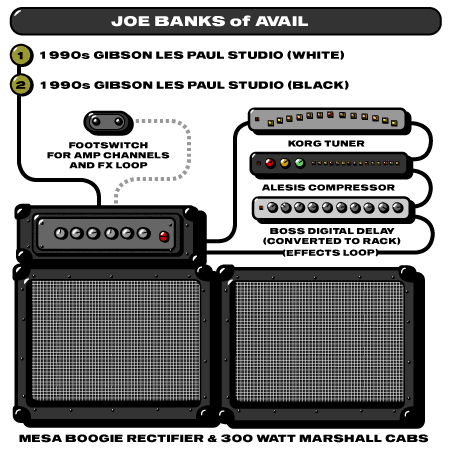 JOE BANKS of AVAIL
1 1990s GIBSON LES PAUL STUDIO (WHITE)
2 1990s GIBSON LES PAUL STUDIO (BLACK)
FOOTSWITCH
FOR AMP CHANNELS
AND FX LOOP
KORG TUNER
ALESIS COMPRESSOR
BOSS DIGITAL DELAY
(CONVERTED TO RACK)
(EFFECTS LOOP)
MESA BOOGIE RECTIFIER & 300 WATT MARSHALL CABS